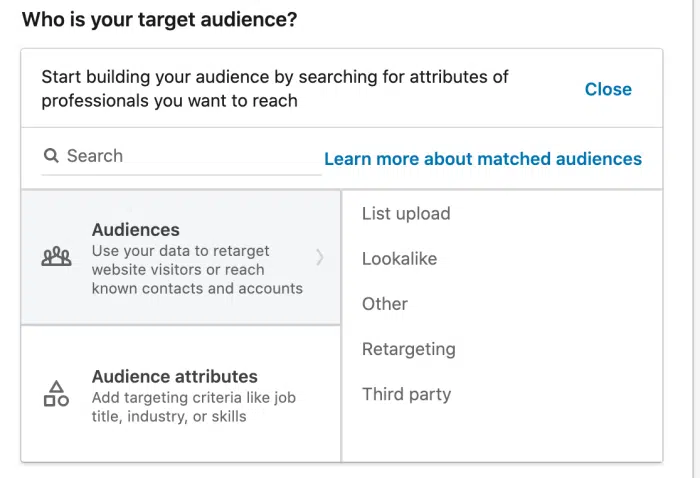 Who is your target audience?
Start building your audience by searching for attributes of
professionals you want to reach
Close
Search
Learn more about matched audiences
Audiences
Use your data to retarget
website visitors or reach
known contacts and accounts
Audience attributes
Add targeting criteria like job
title, industry, or skills
List upload
Lookalike
Other
Retargeting
Third party